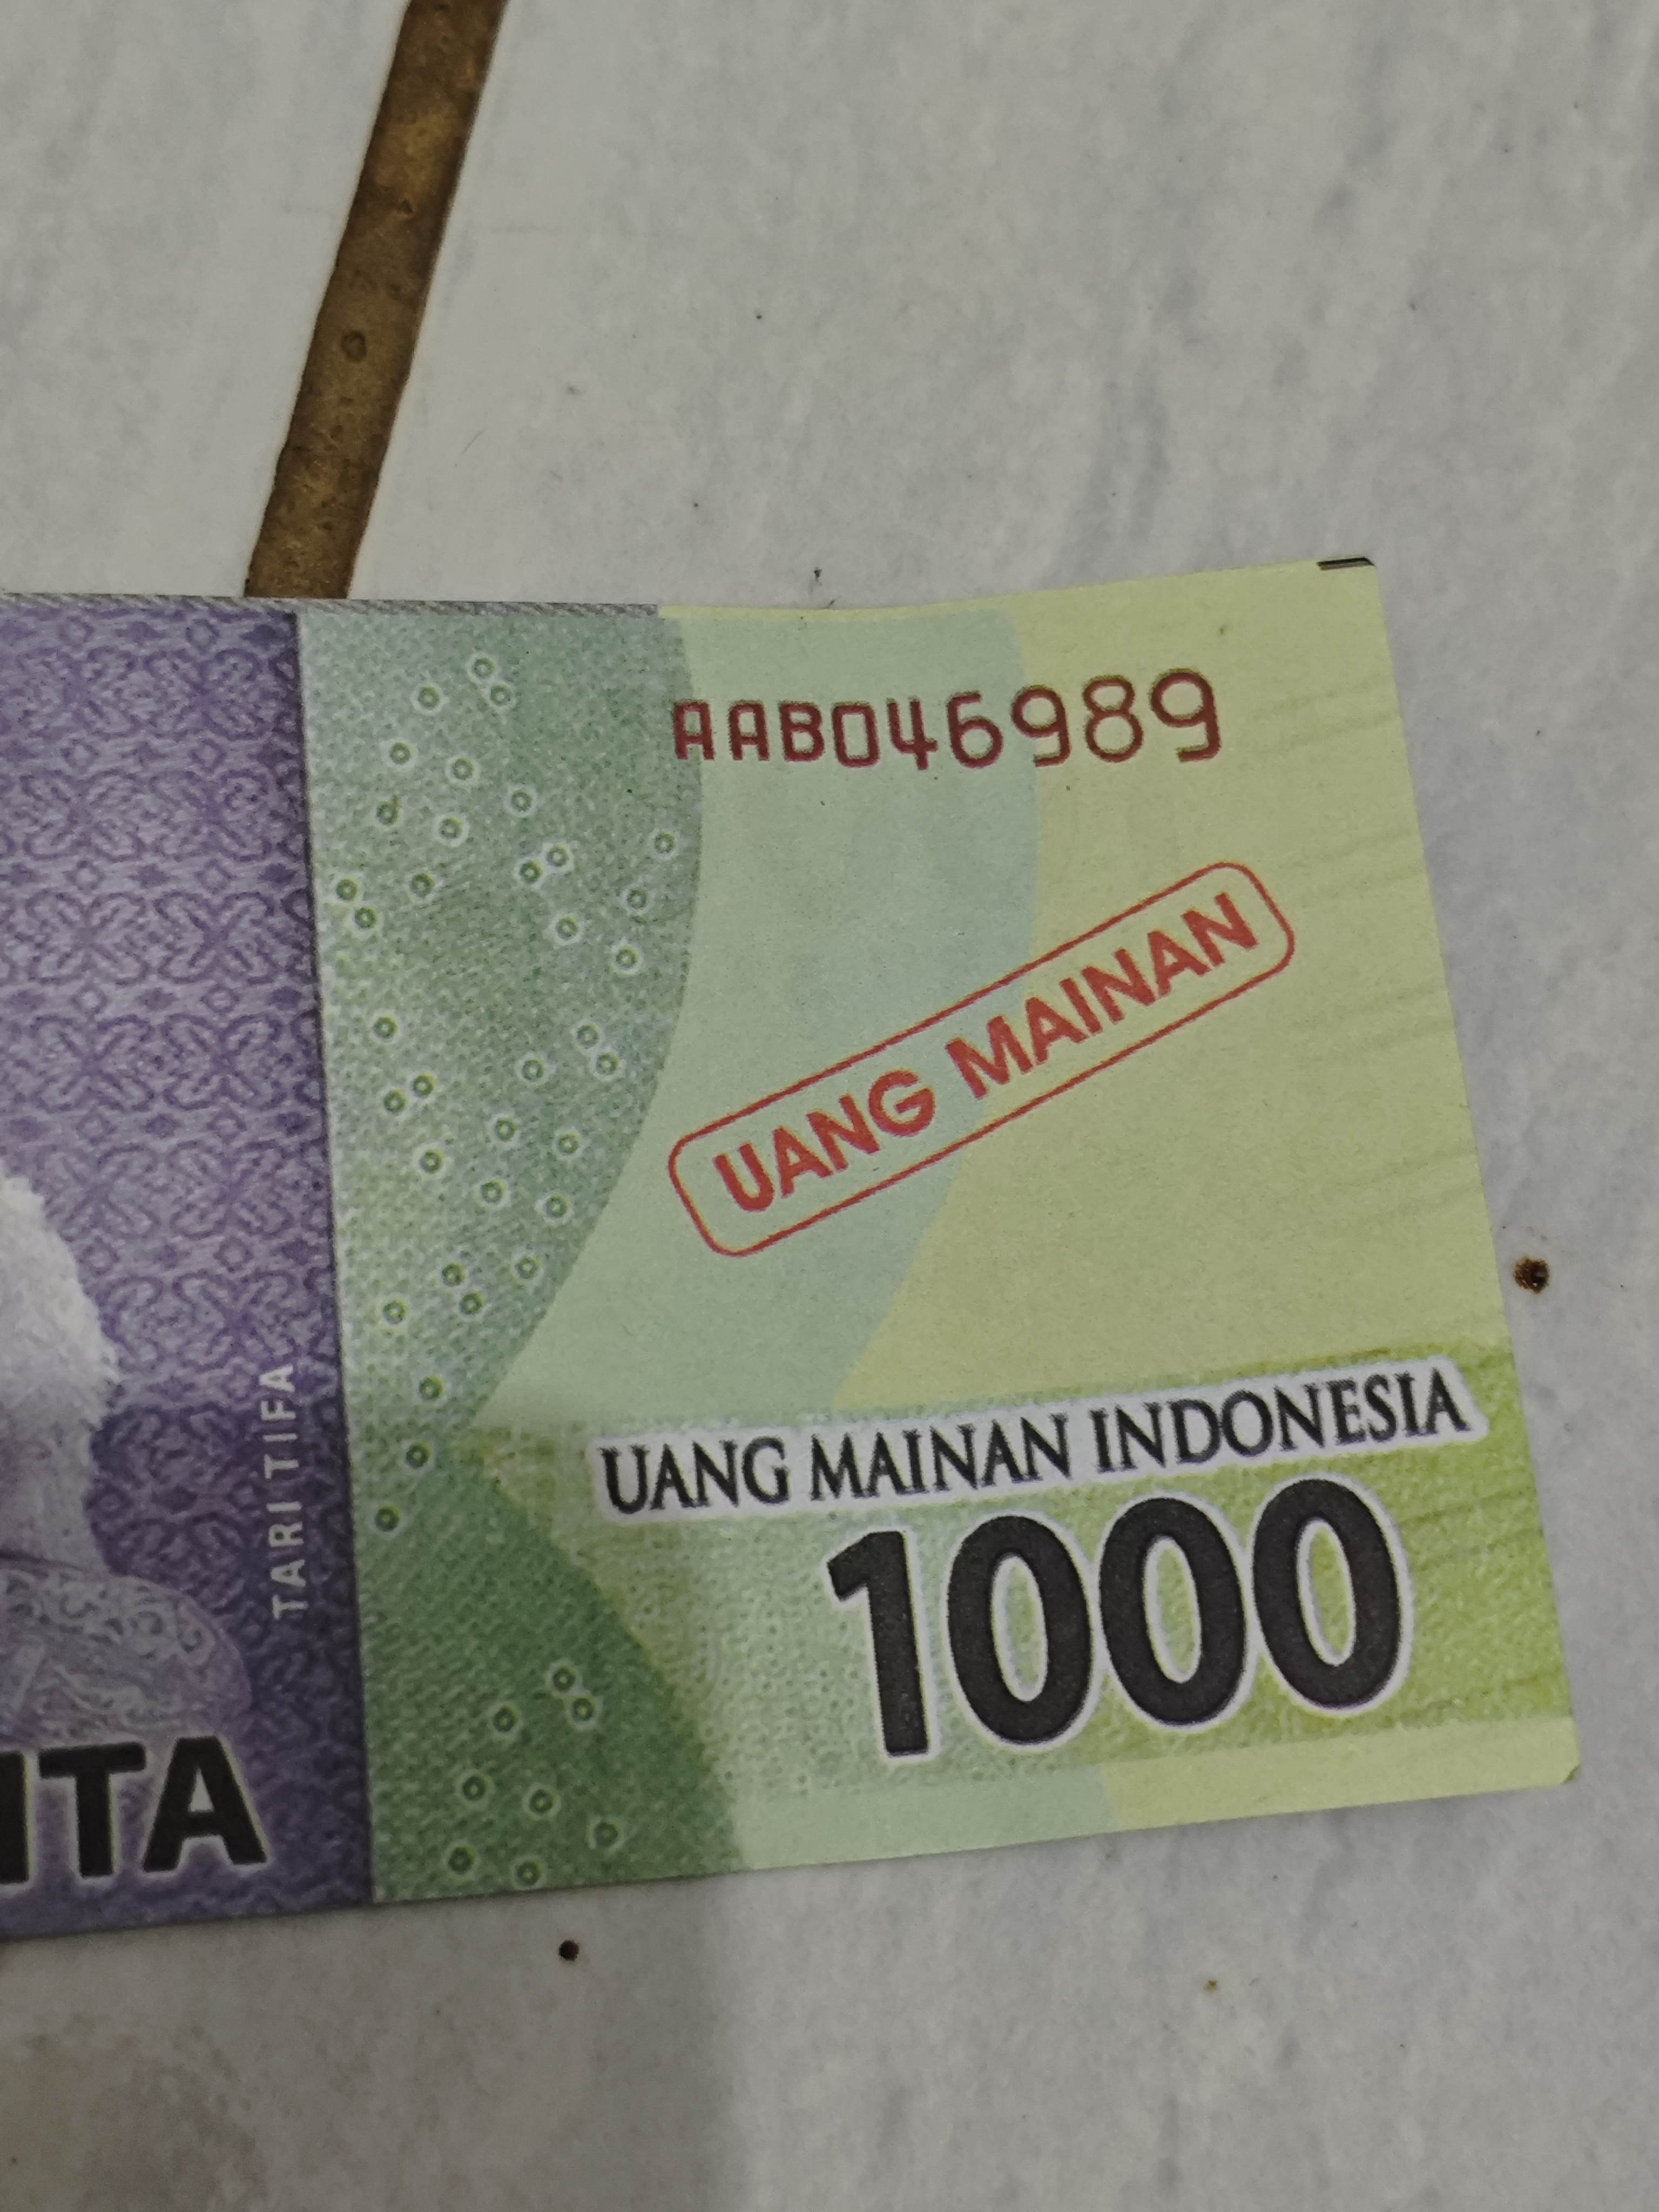 AAB046989
UANG MAINAN
UANG MAINAN INDONESIA
1000
TARI TIFA
ITA